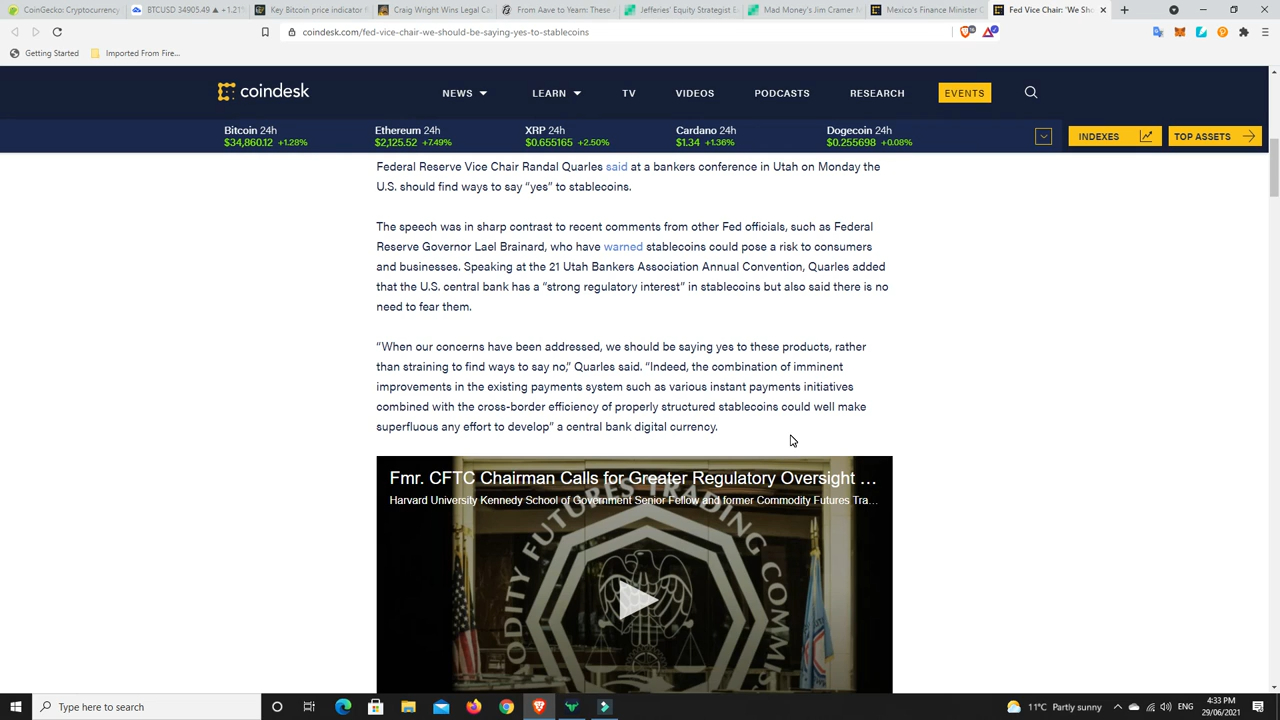 CoinGecko: Cryptocurrency
BTCUSD 34905.49 ▲ +1.21%
Key Bitcoin price indicator f
Craig Wright Wins Legal Ca
From Aave to Yearn: These
Jefferies' Equity Strategist E
Mad Money's Jim Cramer M
Mexico's Finance Minister C
Fed Vice Chair: 'We Shou
coindesk.com/fed-vice-chair-we-should-be-saying-yes-to-stablecoins
Getting Started
Imported From Fire...
coindesk
NEWS
LEARN
TV
VIDEOS
PODCASTS
RESEARCH
EVENTS
Bitcoin 24h
$34,860.12 +1.28%
Ethereum 24h
$2,125.52 +7.49%
XRP 24h
$0.655165 +2.50%
Cardano 24h
$1.34 +1.36%
Dogecoin 24h
$0.255698 +0.08%
INDEXES
TOP ASSETS
Federal Reserve Vice Chair Randal Quarles said at a bankers conference in Utah on Monday the
U.S. should find ways to say “yes” to stablecoins.
The speech was in sharp contrast to recent comments from other Fed officials, such as Federal
Reserve Governor Lael Brainard, who have warned stablecoins could pose a risk to consumers
and businesses. Speaking at the 21 Utah Bankers Association Annual Convention, Quarles added
that the U.S. central bank has a “strong regulatory interest” in stablecoins but also said there is no
need to fear them.
“When our concerns have been addressed, we should be saying yes to these products, rather
than straining to find ways to say no,” Quarles said. “Indeed, the combination of imminent
improvements in the existing payments system such as various instant payments initiatives
combined with the cross-border efficiency of properly structured stablecoins could well make
superfluous any effort to develop” a central bank digital currency.
Fmr. CFTC Chairman Calls for Greater Regulatory Oversight ...
Harvard University Kennedy School of Government Senior Fellow and former Commodity Futures Tra...
ODITY FUTURES TRADING COMM
Type here to search
11°C Partly sunny
ENG
4:33 PM
29/06/2021